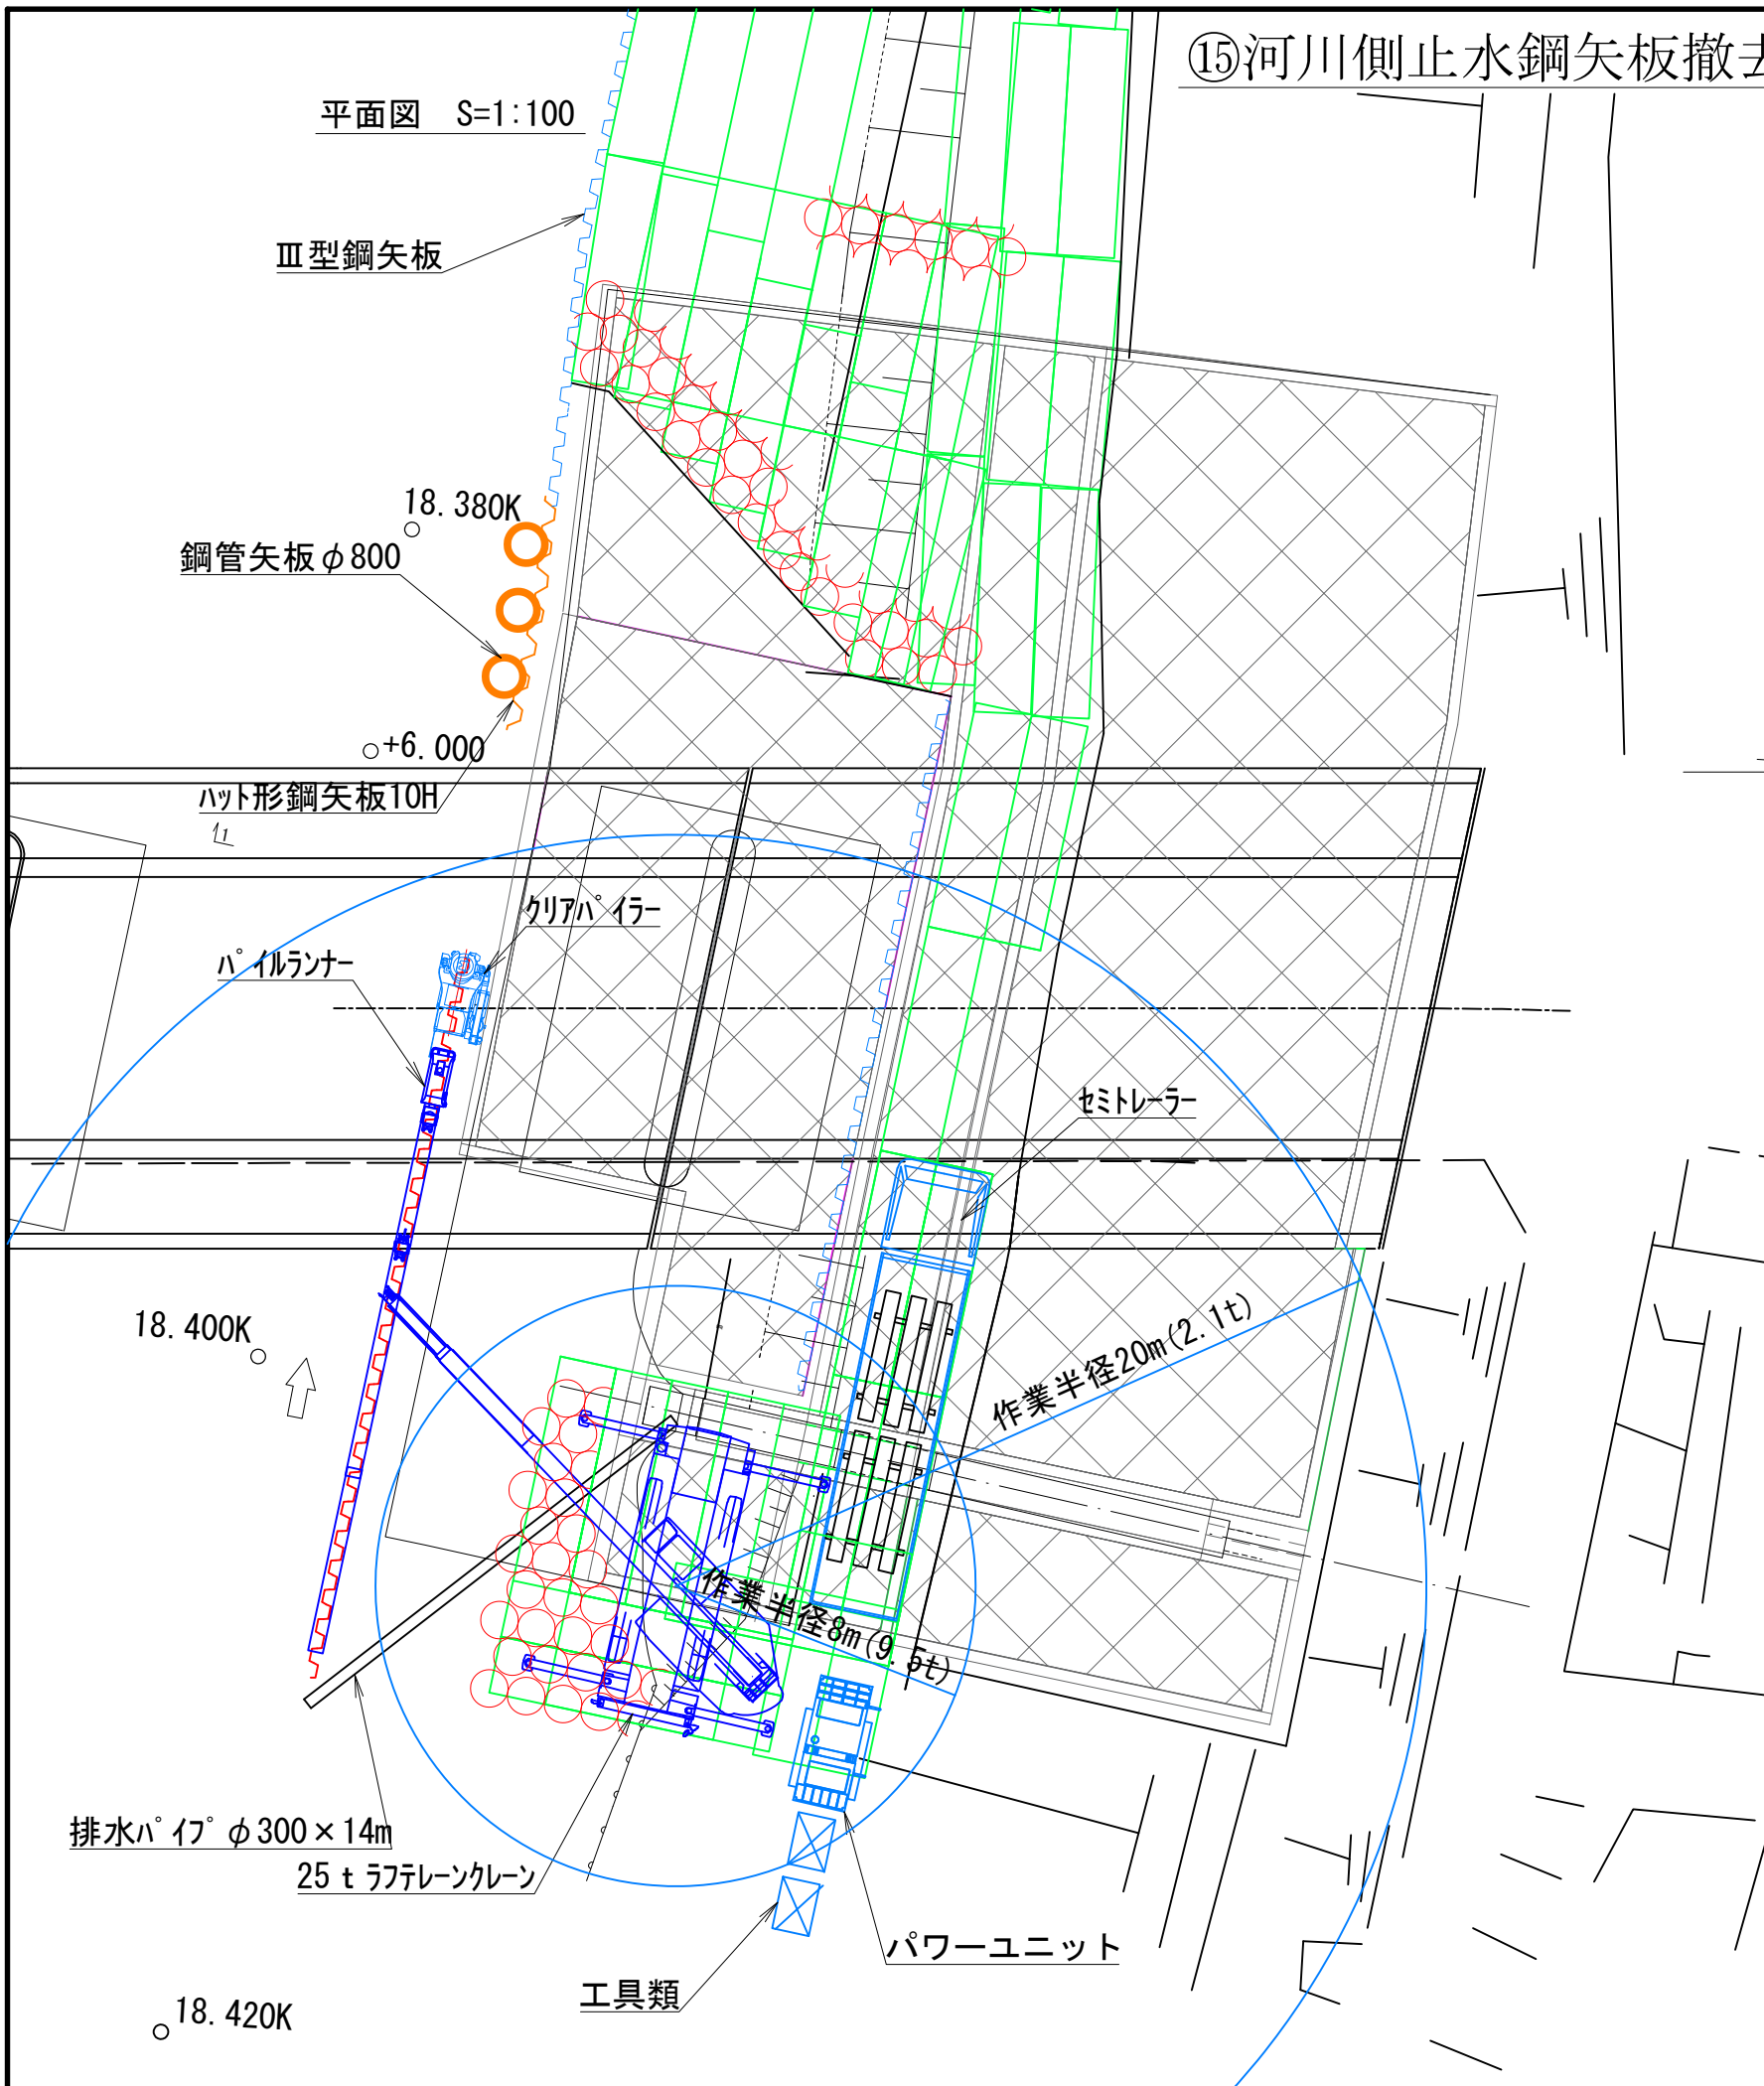 ⑮河川側止水鋼矢板撤
平面図 S=1:100
Ⅲ型鋼矢板
18.380K
鋼管矢板φ800
+6.000
ハット形鋼矢板10H
1
クリアパイラー
パイルランナー
セミトレーラー
18.400K
作業半径20m(2.1t)
作業半径8m(9.5t)
排水パイプφ300×14m
25t ラフテレーンクレーン
パワーユニット
工具類
18.420K